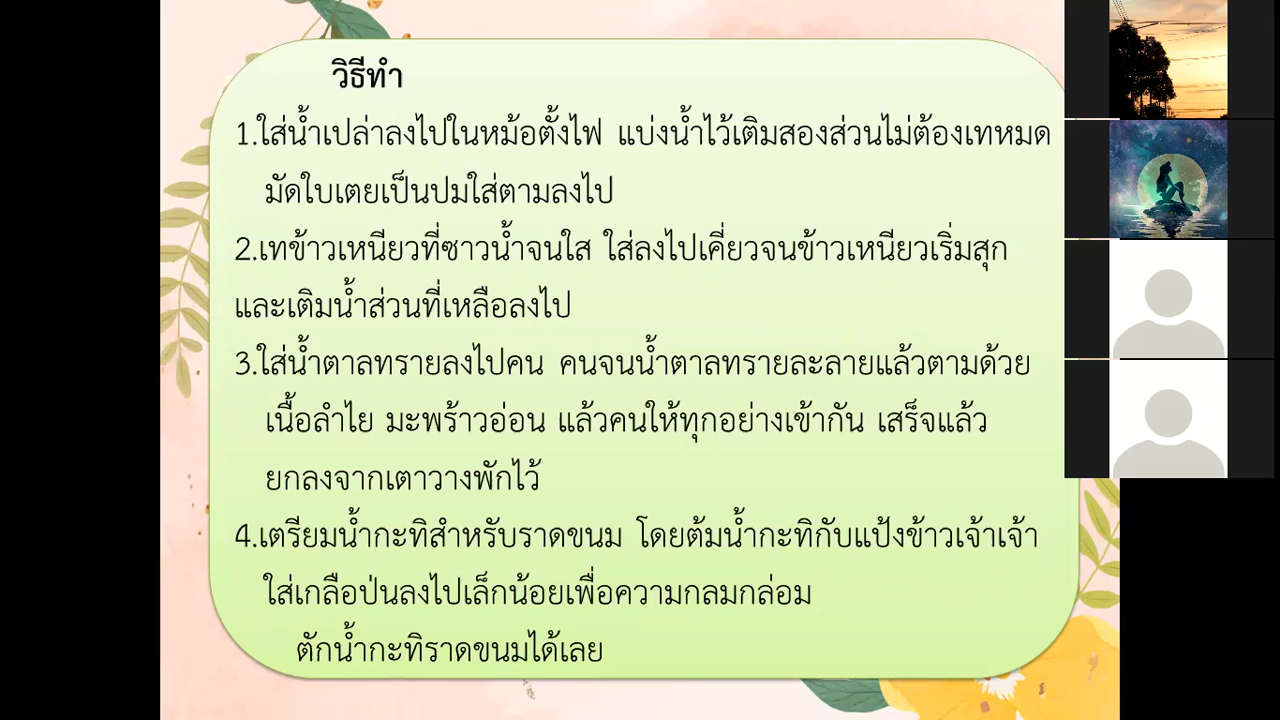 วิธีทำ
1.ใส่น้ำเปล่าลงไปในหม้อตั้งไฟ แบ่งน้ำไว้เติมสองส่วนไม่ต้องเทหมด
มัดใบเตยเป็นปมใส่ตามลงไป
2.เทข้าวเหนียวที่ซาวน้ำจนใส ใส่ลงไปเคี่ยวจนข้าวเหนียวเริ่มสุก
และเติมน้ำส่วนที่เหลือลงไป
3.ใส่น้ำตาลทรายลงไปคน คนจนน้ำตาลทรายละลายแล้วตามด้วย
เนื้อลำไย มะพร้าวอ่อน แล้วคนให้ทุกอย่างเข้ากัน เสร็จแล้ว
ยกลงจากเตาวางพักไว้
4.เตรียมน้ำกะทิสำหรับราดขนม โดยต้มน้ำกะทิกับแป้งข้าวเจ้าเจ้า
ใส่เกลือป่นลงไปเล็กน้อยเพื่อความกลมกล่อม
ตักน้ำกะทิราดขนมได้เลย